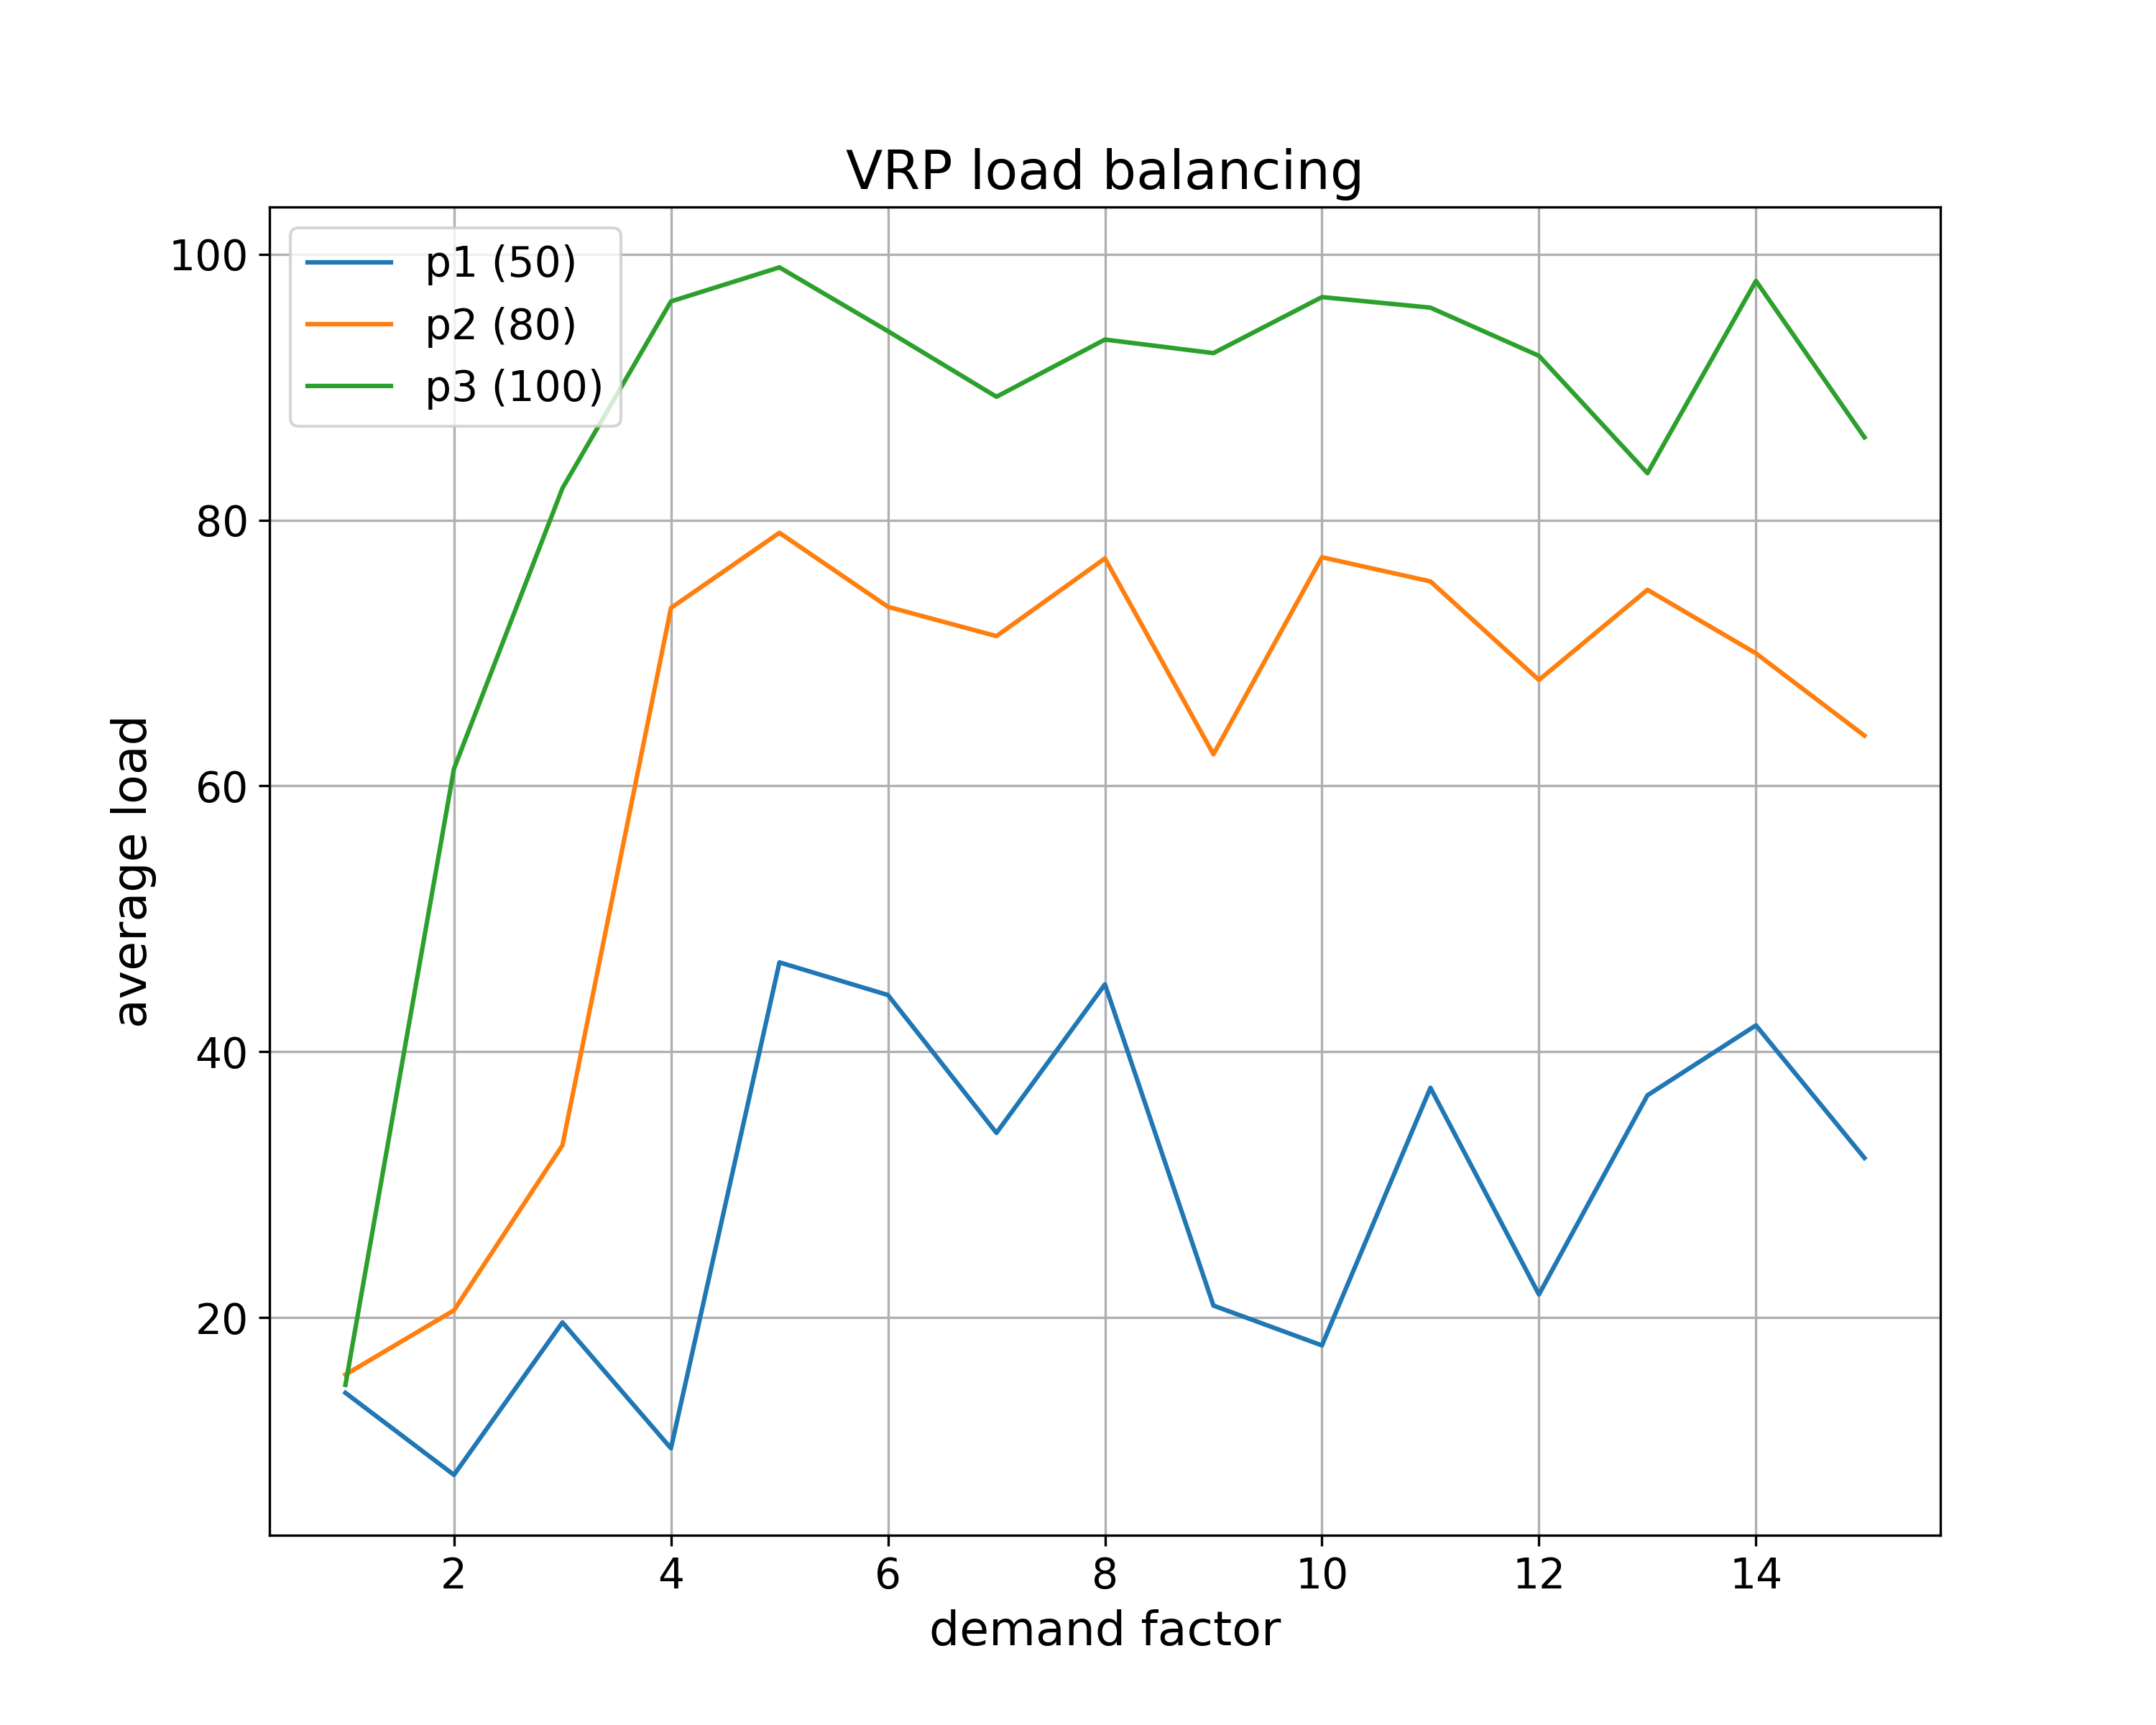 VRP load balancing
p1 (50)
p2 (80)
p3 (100)
100
80
60
40
20
average load
2 4 6 8 10 12 14
demand factor